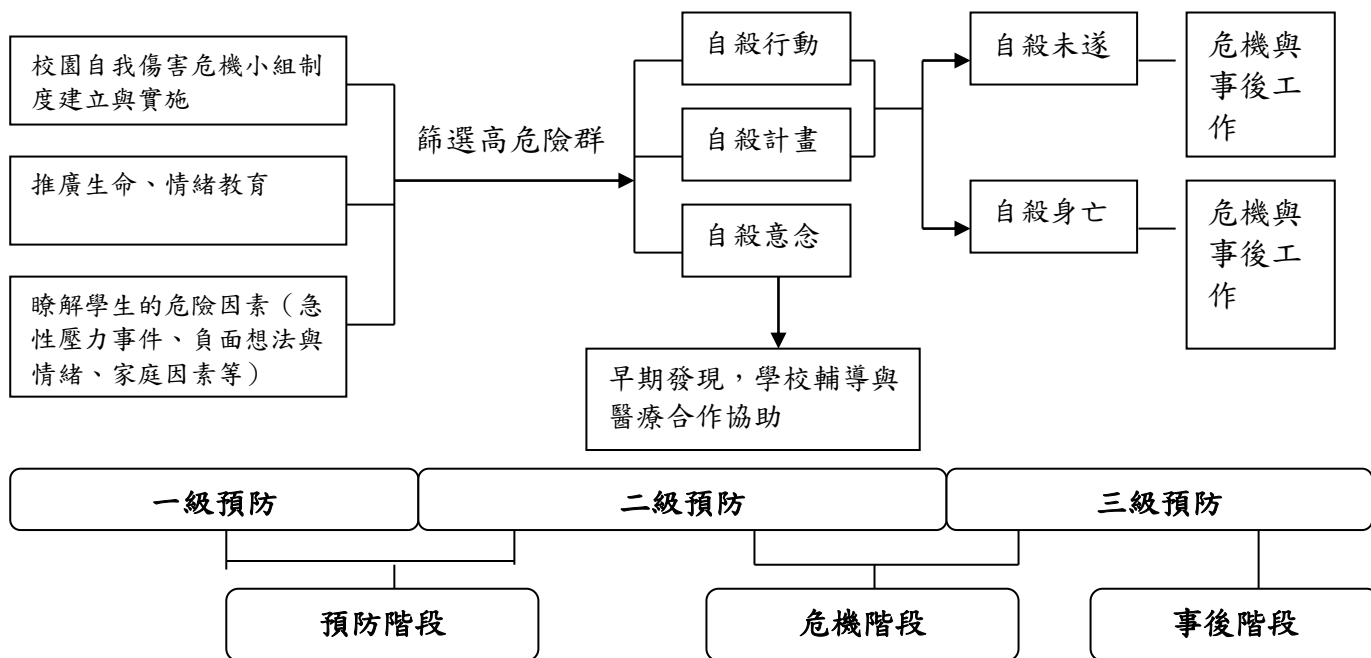 校園自我傷害危機小組制
度建立與實施
推廣生命、情緒教育
瞭解學生的危險因素（急
性壓力事件、負面想法與
情緒、家庭因素等）
篩選高危險群
自殺行動
自殺計畫
自殺意念
早期發現，學校輔導與
醫療合作協助
自殺未遂
自殺身亡
危機與
事後工
作
危機與
事後工
作
一級預防
二級預防
三級預防
預防階段
危機階段
事後階段